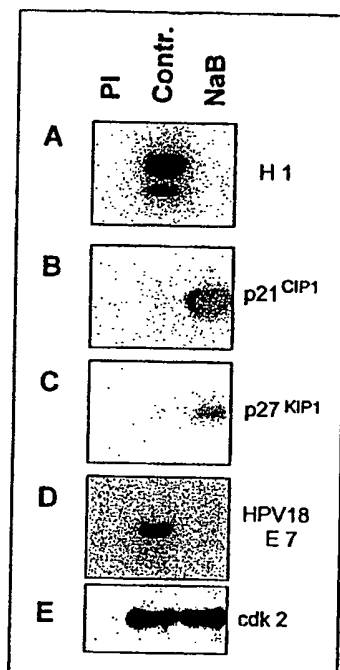 PI Contr. NaB
A
H 1
B
p21CIP1
C
p27KIP1
D
HPV18
E 7
E
cdk 2